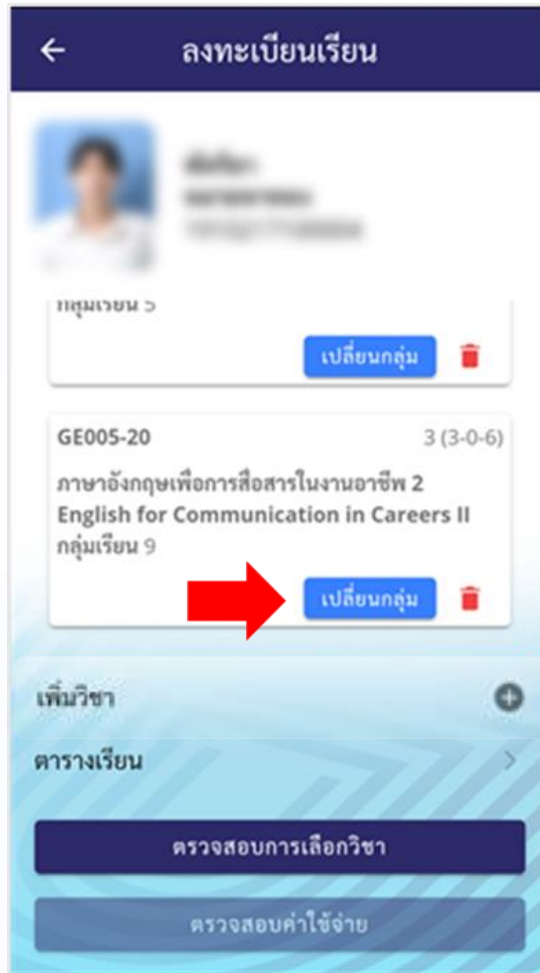 ลงทะเบียนเรียน
กลุ่มเรียน 5
เปลี่ยนกลุ่ม
GE005-20 3 (3-0-6)
ภาษาอังกฤษเพื่อการสื่อสารในงานอาชีพ 2
English for Communication in Careers II
กลุ่มเรียน 9
เปลี่ยนกลุ่ม
เพิ่มวิชา
ตารางเรียน
ตรวจสอบการเลือกวิชา
ตรวจสอบค่าใช้จ่าย